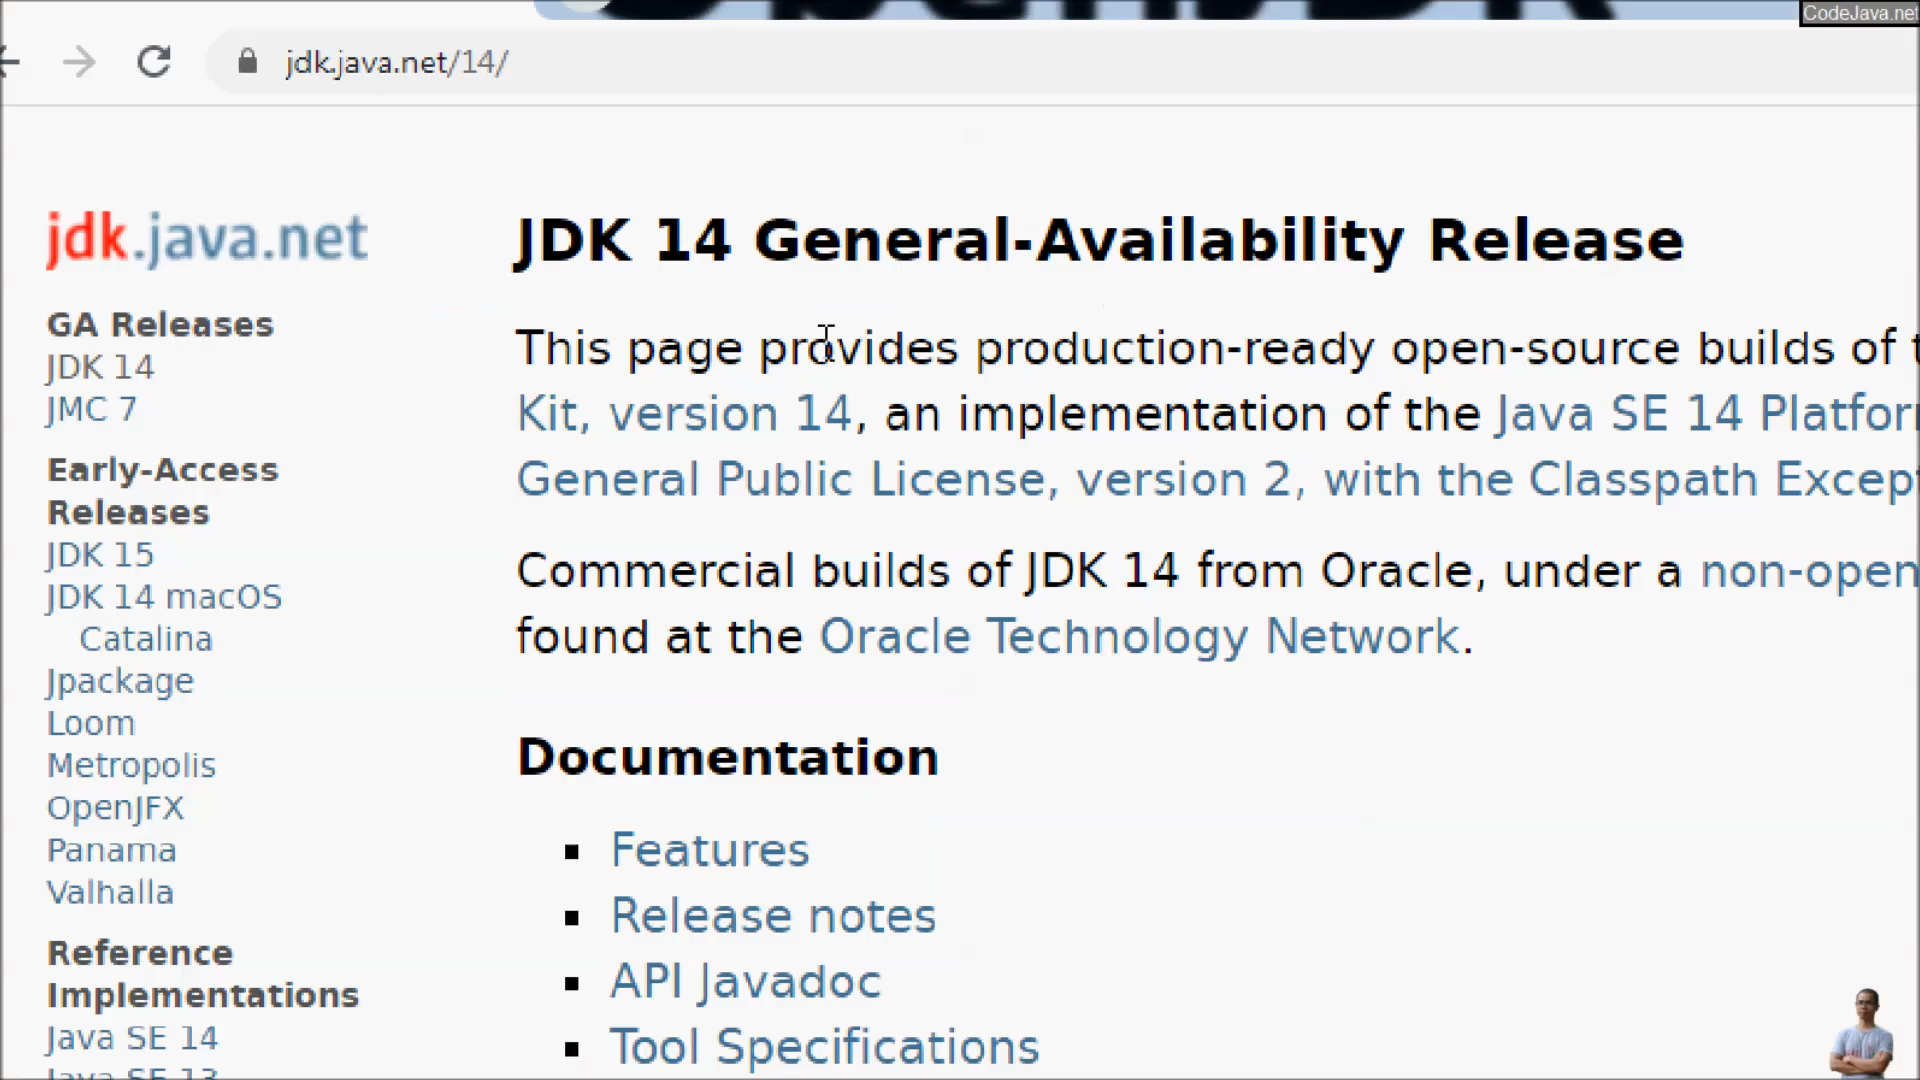 CodeJava.net
jdk.java.net/14/
jdk.java.net
GA Releases
JDK 14
JMC 7
Early-Access
Releases
JDK 15
JDK 14 macOS
Catalina
Jpackage
Loom
Metropolis
OpenJFX
Panama
Valhalla
Reference
Implementations
Java SE 14
Java SE 13
JDK 14 General-Availability Release
This page provides production-ready open-source builds of
Kit, version 14, an implementation of the Java SE 14 Platfor
General Public License, version 2, with the Classpath Excep
Commercial builds of JDK 14 from Oracle, under a non-open
found at the Oracle Technology Network.
Documentation
Features
Release notes
API Javadoc
Tool Specifications